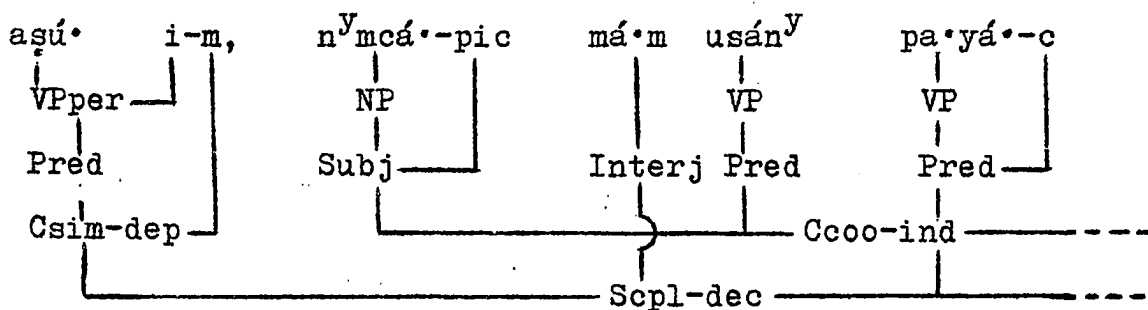 aṣú· i-m, nʸmcá·-pic má·m usánʸ pa·yá·-c
VPper NP VP VP
Pred Subj Interj Pred Pred
Csim-dep Ccoo-ind
Scpl-dec